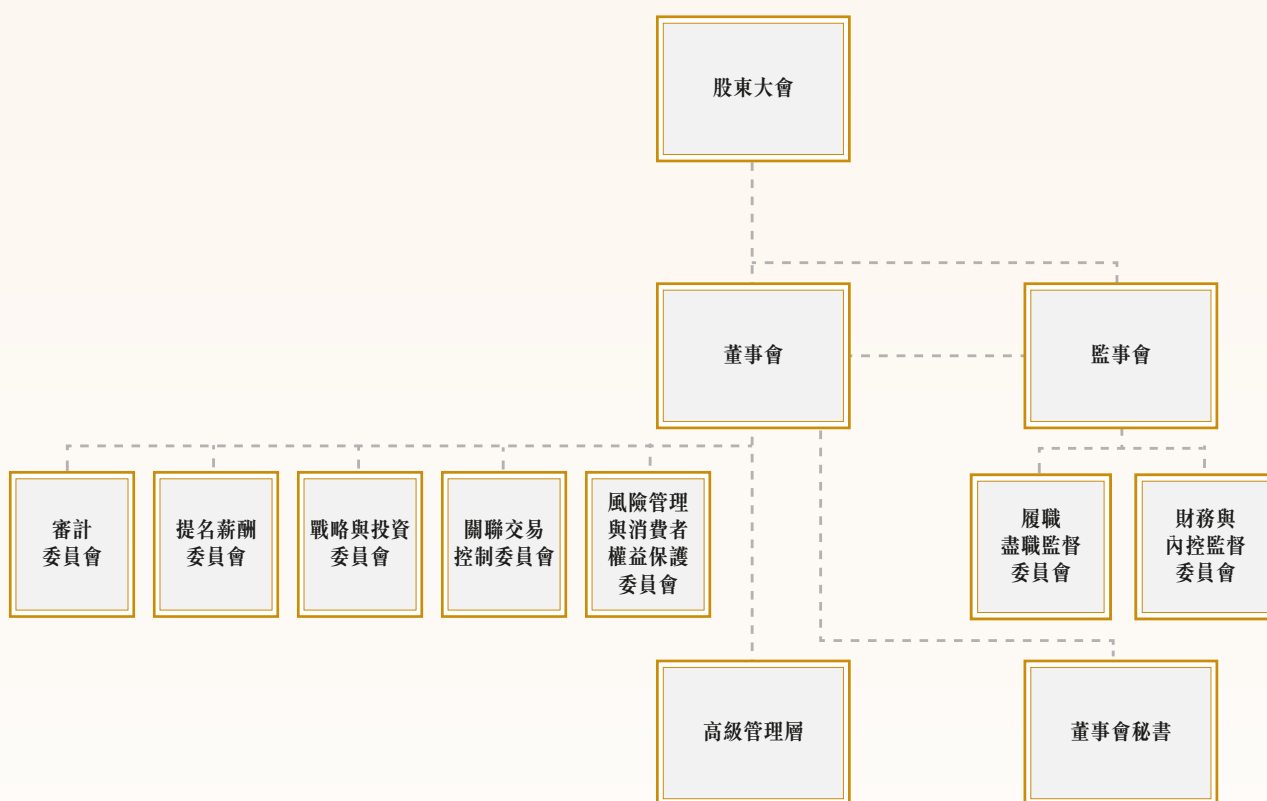 股東大會
董事會
監事會
審計
委員會
提名薪酬
委員會
戰略與投資
委員會
關聯交易
控制委員會
風險管理
與消費者
權益保護
委員會
履職
盡職監督
委員會
財務與
內控監督
委員會
高級管理層
董事會秘書